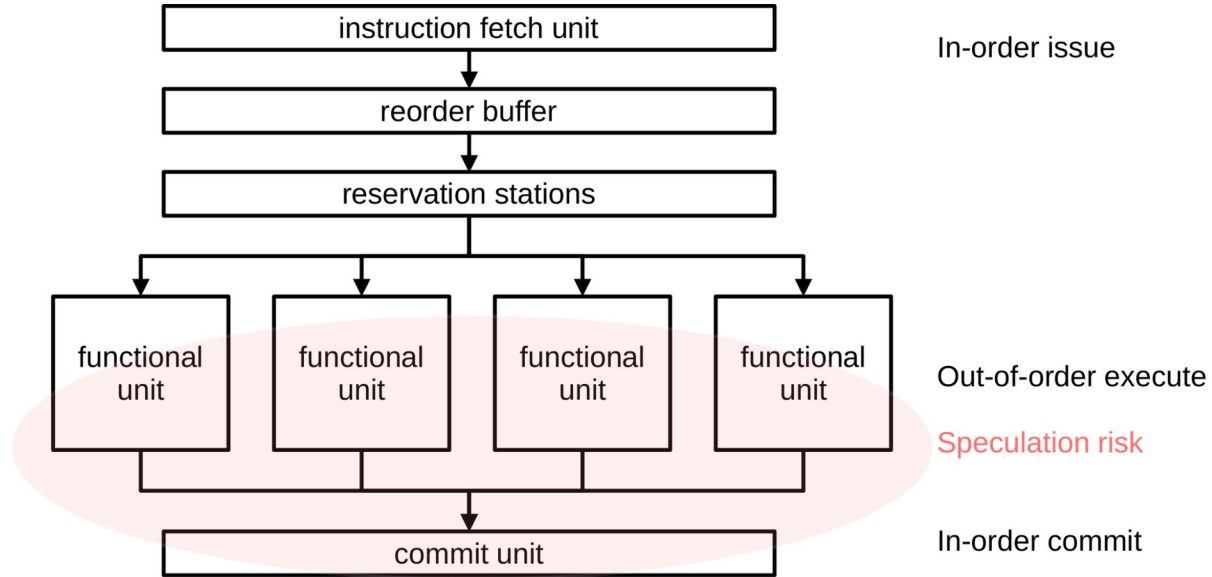 instruction fetch unit
In-order issue
reorder buffer
reservation stations
functional
unit
functional
unit
functional
unit
functional
unit
Out-of-order execute
Speculation risk
commit unit
In-order commit